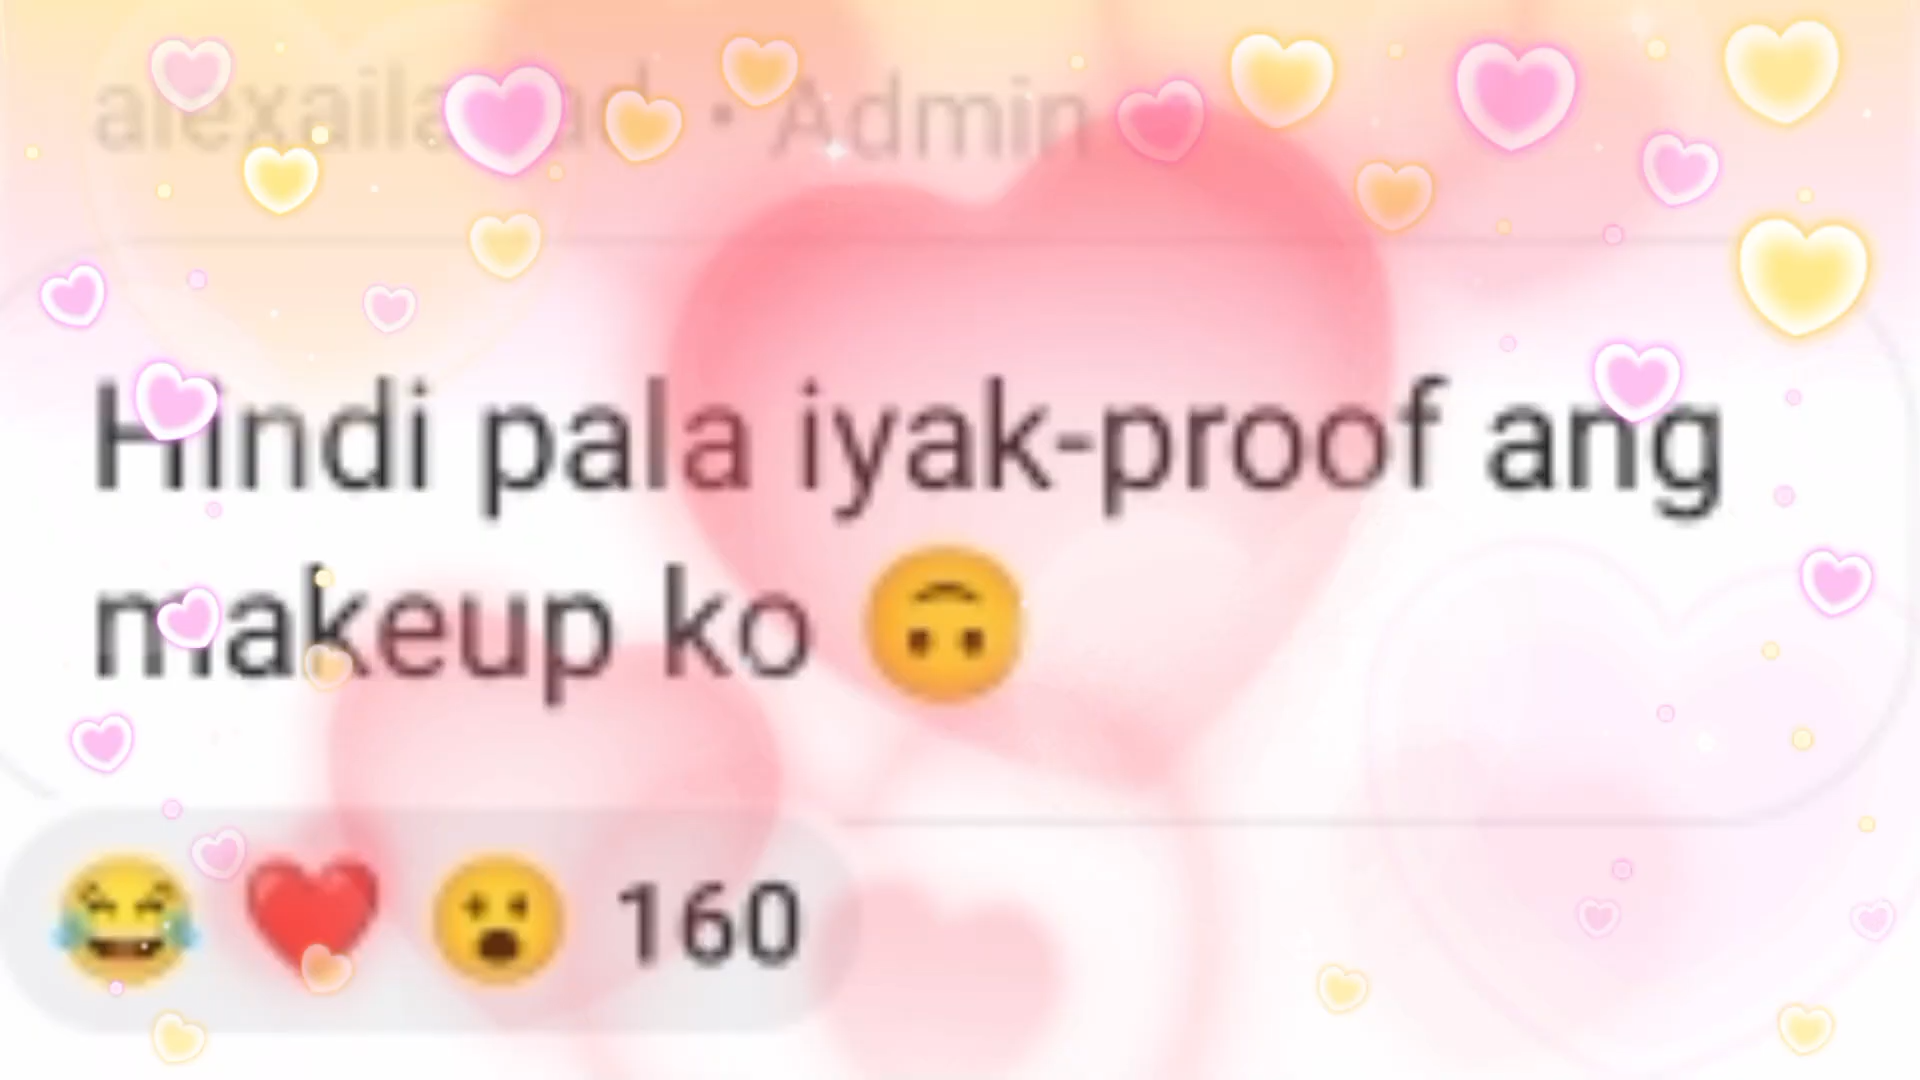 • Admin
Hindi pala iyak-proof ang
makeup ko 🙃
😆 ❤️ 😮 160